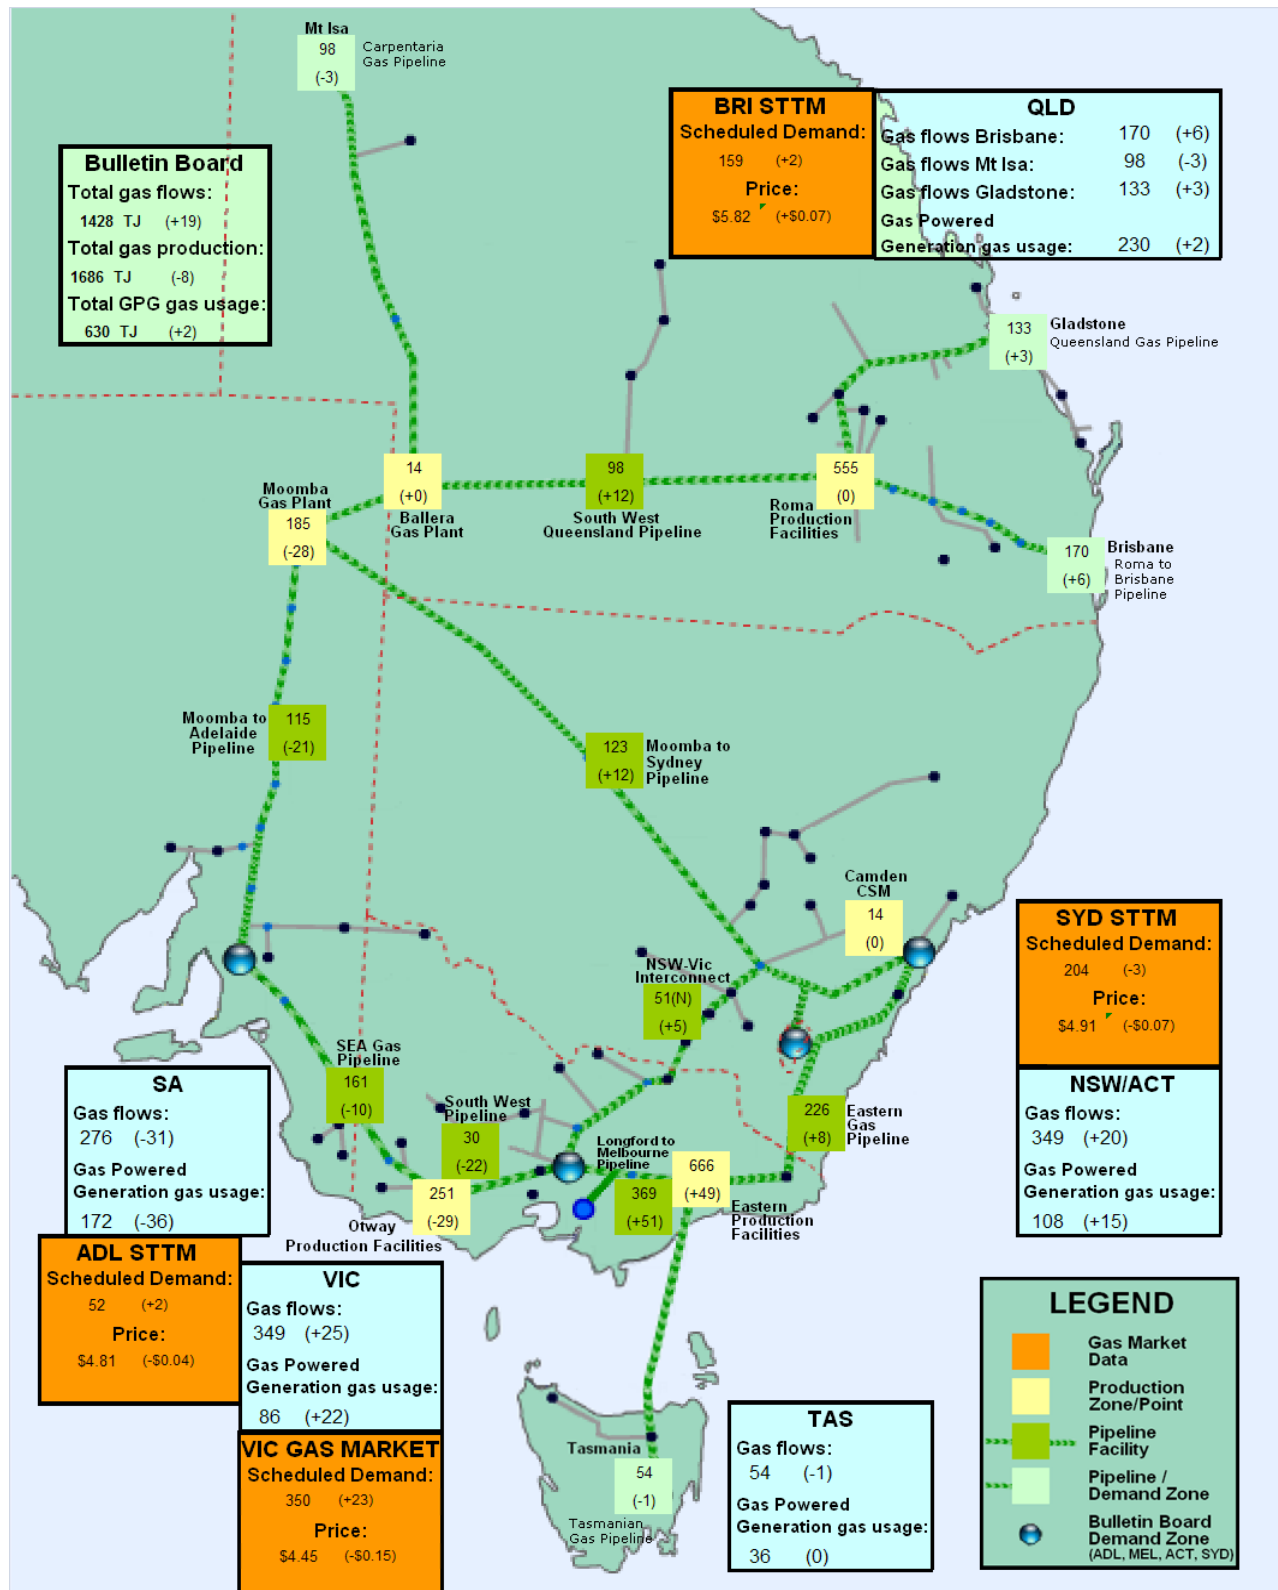 Mt Isa
98
(-3)
Carpentaria
Gas Pipeline
Bulletin Board
Total gas flows:
1428 TJ (+19)
Total gas production:
1686 TJ (-8)
Total GPG gas usage:
630 TJ (+2)
BRI STTM
Scheduled Demand:
159 (+2)
Price:
$5.82 (+$0.07)
QLD
Gas flows Brisbane: 170 (+6)
Gas flows Mt Isa: 98 (-3)
Gas flows Gladstone: 133 (+3)
Gas Powered
Generation gas usage: 230 (+2)
133
(+3)
Gladstone
Queensland Gas Pipeline
14
(+0)
Ballera
Gas Plant
98
(+12)
South West
Queensland Pipeline
555
(0)
Roma
Production
Facilities
Moomba
Gas Plant
185
(-28)
170
(+6)
Brisbane
Roma to
Brisbane
Pipeline
Moomba to
Adelaide
Pipeline
115
(-21)
123
(+12)
Moomba to
Sydney
Pipeline
Camden
CSM
14
(0)
NSW-Vic
Interconnect
51(N)
(+5)
SYD STTM
Scheduled Demand:
204 (-3)
Price:
$4.91 (-$0.07)
NSW/ACT
Gas flows:
349 (+20)
Gas Powered
Generation gas usage:
108 (+15)
SEA Gas
Pipeline
161
(-10)
South West
Pipeline
30
(-22)
Longford to
Melbourne
Pipeline
369
(+51)
666
(+49)
Eastern
Production
Facilities
226
(+8)
Eastern
Gas
Pipeline
251
(-29)
Otway
Production Facilities
SA
Gas flows:
276 (-31)
Gas Powered
Generation gas usage:
172 (-36)
ADL STTM
Scheduled Demand:
52 (+2)
Price:
$4.81 (-$0.04)
VIC
Gas flows:
349 (+25)
Gas Powered
Generation gas usage:
86 (+22)
VIC GAS MARKET
Scheduled Demand:
350 (+23)
Price:
$4.45 (-$0.15)
Tasmania
54
(-1)
Tasmanian
Gas Pipeline
TAS
Gas flows:
54 (-1)
Gas Powered
Generation gas usage:
36 (0)
LEGEND
Gas Market
Data
Production
Zone/Point
Pipeline
Facility
Pipeline /
Demand Zone
Bulletin Board
Demand Zone
(ADL, MEL, ACT, SYD)